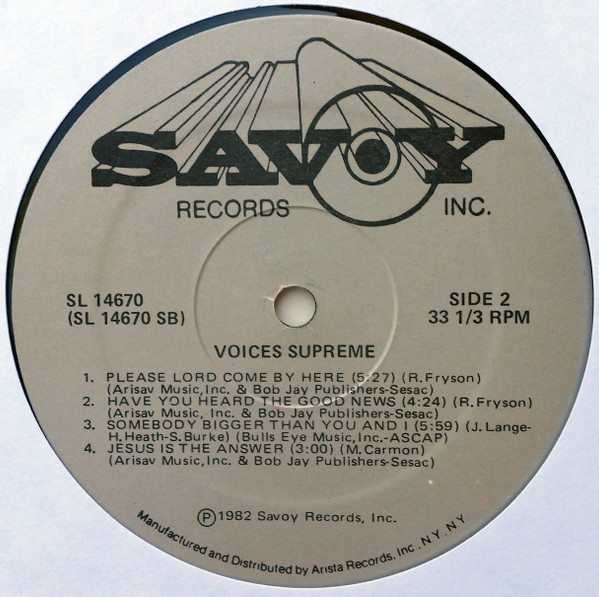 SAVOY
RECORDS INC.
SL 14670
(SL 14670 SB)
SIDE 2
33 1/3 RPM
VOICES SUPREME
1. PLEASE LORD COME BY HERE (5:27) (R.Fryson)
(Arisav Music, Inc. & Bob Jay Publishers-Sesac)
2. HAVE YOU HEARD THE GOOD NEWS (4:24) (R.Fryson)
(Arisav Music, Inc. & Bob Jay Publishers-Sesac)
3. SOMEBODY BIGGER THAN YOU AND I (5:59) (J. Lange-
H.Heath-S.Burke) (Bulls Eye Music, Inc.-ASCAP)
4. JESUS IS THE ANSWER (3:00) (M.Carmon)
(Arisav Music, Inc. & Bob Jay Publishers-Sesac)
Ⓟ1982 Savoy Records, Inc.
Manufactured and Distributed by Arista Records, Inc., N.Y., N.Y